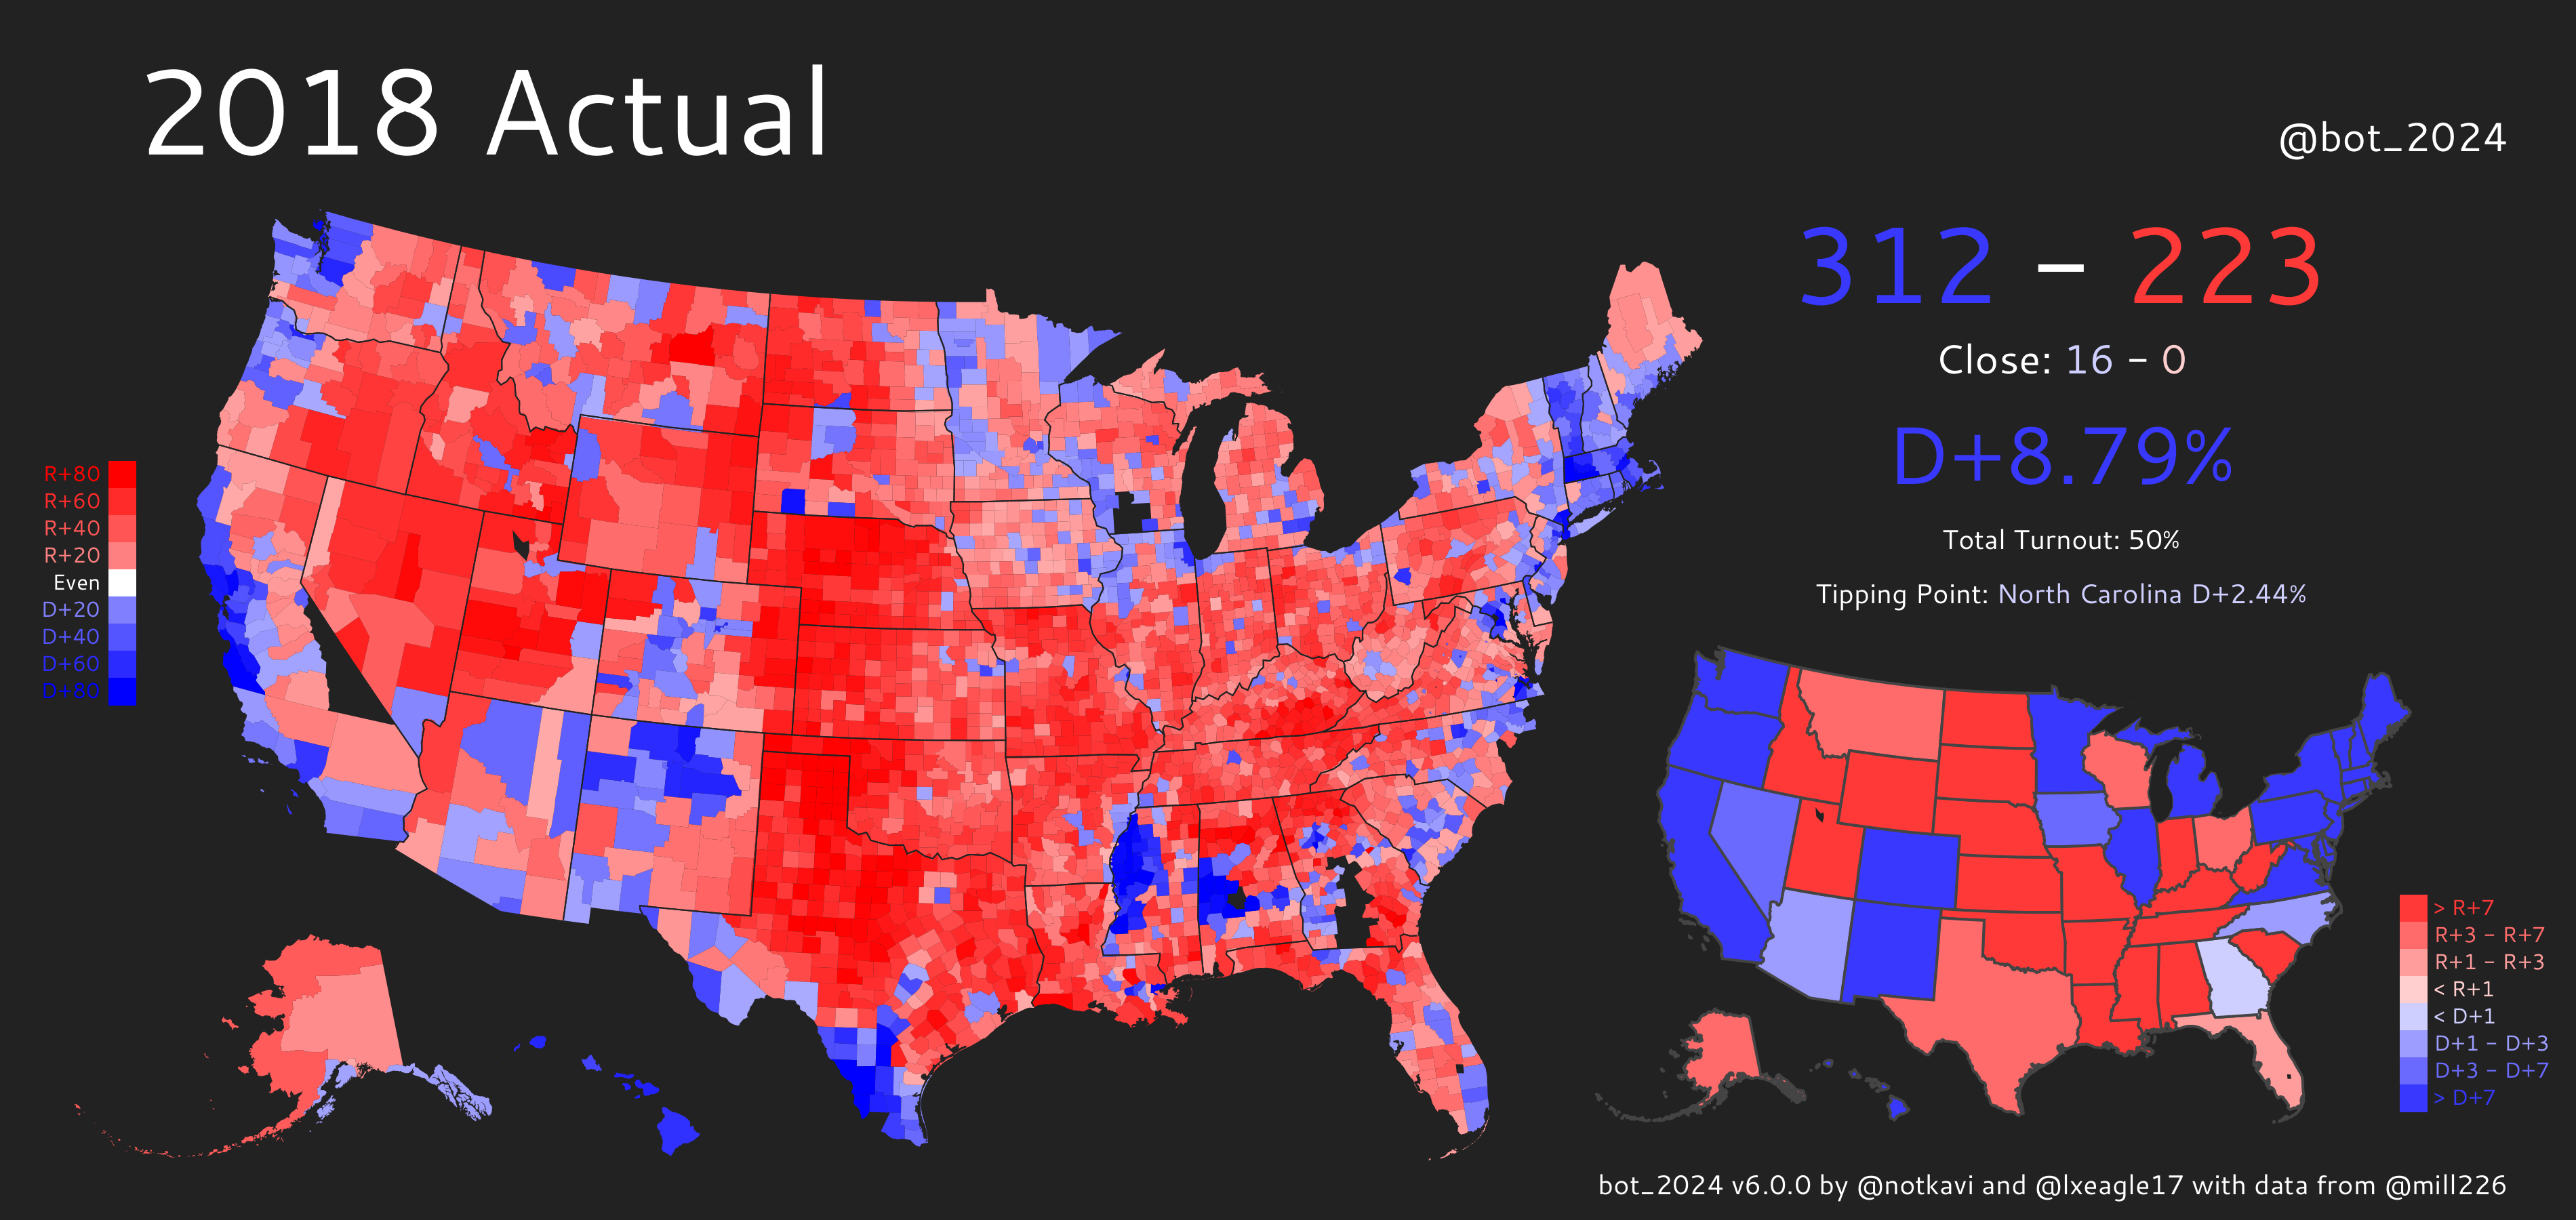 2018 Actual
@bot_2024
312 - 223
Close: 16 - 0
D+8.79%
Total Turnout: 50%
Tipping Point: North Carolina D+2.44%
R+80
R+60
R+40
R+20
Even
D+20
D+40
D+60
D+80
> R+7
R+3 - R+7
R+1 - R+3
< R+1
< D+1
D+1 - D+3
D+3 - D+7
> D+7
bot_2024 v6.0.0 by @notkavi and @lxeagle17 with data from @mill226